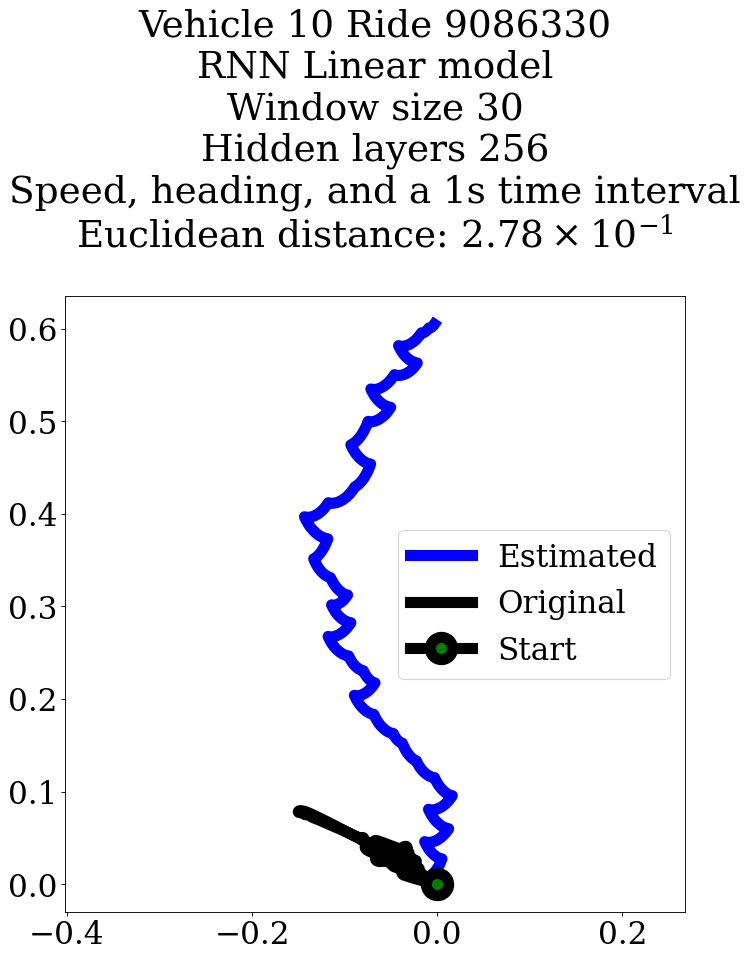 Vehicle 10 Ride 9086330
RNN Linear model
Window size 30
Hidden layers 256
Speed, heading, and a 1s time interval
Euclidean distance: 2.78 × 10⁻¹
0.6
0.5
0.4
0.3
0.2
0.1
0.0
Estimated
Original
Start
−0.4
−0.2
0.0
0.2